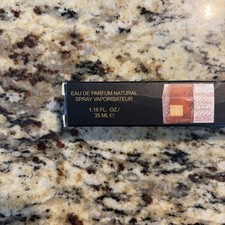 EAU DE PARFUM NATURAL
SPRAY VAPORISATEUR
1.18 FL. OZ./
35 ML ℮